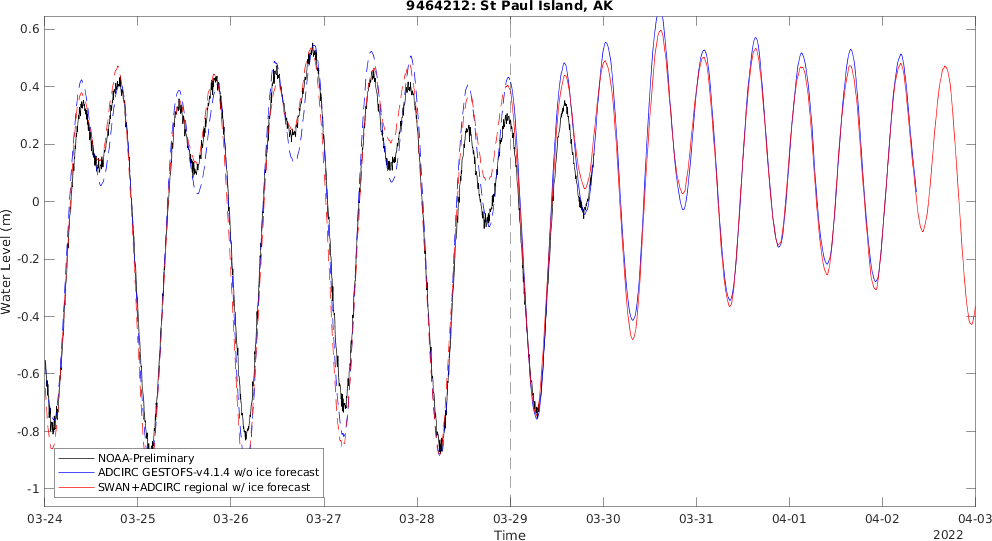 9464212: St Paul Island, AK
0.6
0.4
0.2
0
-0.2
-0.4
-0.6
-0.8
-1
Water Level (m)
NOAA-Preliminary
ADCIRC GESTOFS-v4.1.4 w/o ice forecast
SWAN+ADCIRC regional w/ ice forecast
03-24 03-25 03-26 03-27 03-28 03-29 03-30 03-31 04-01 04-02 04-03
Time
2022